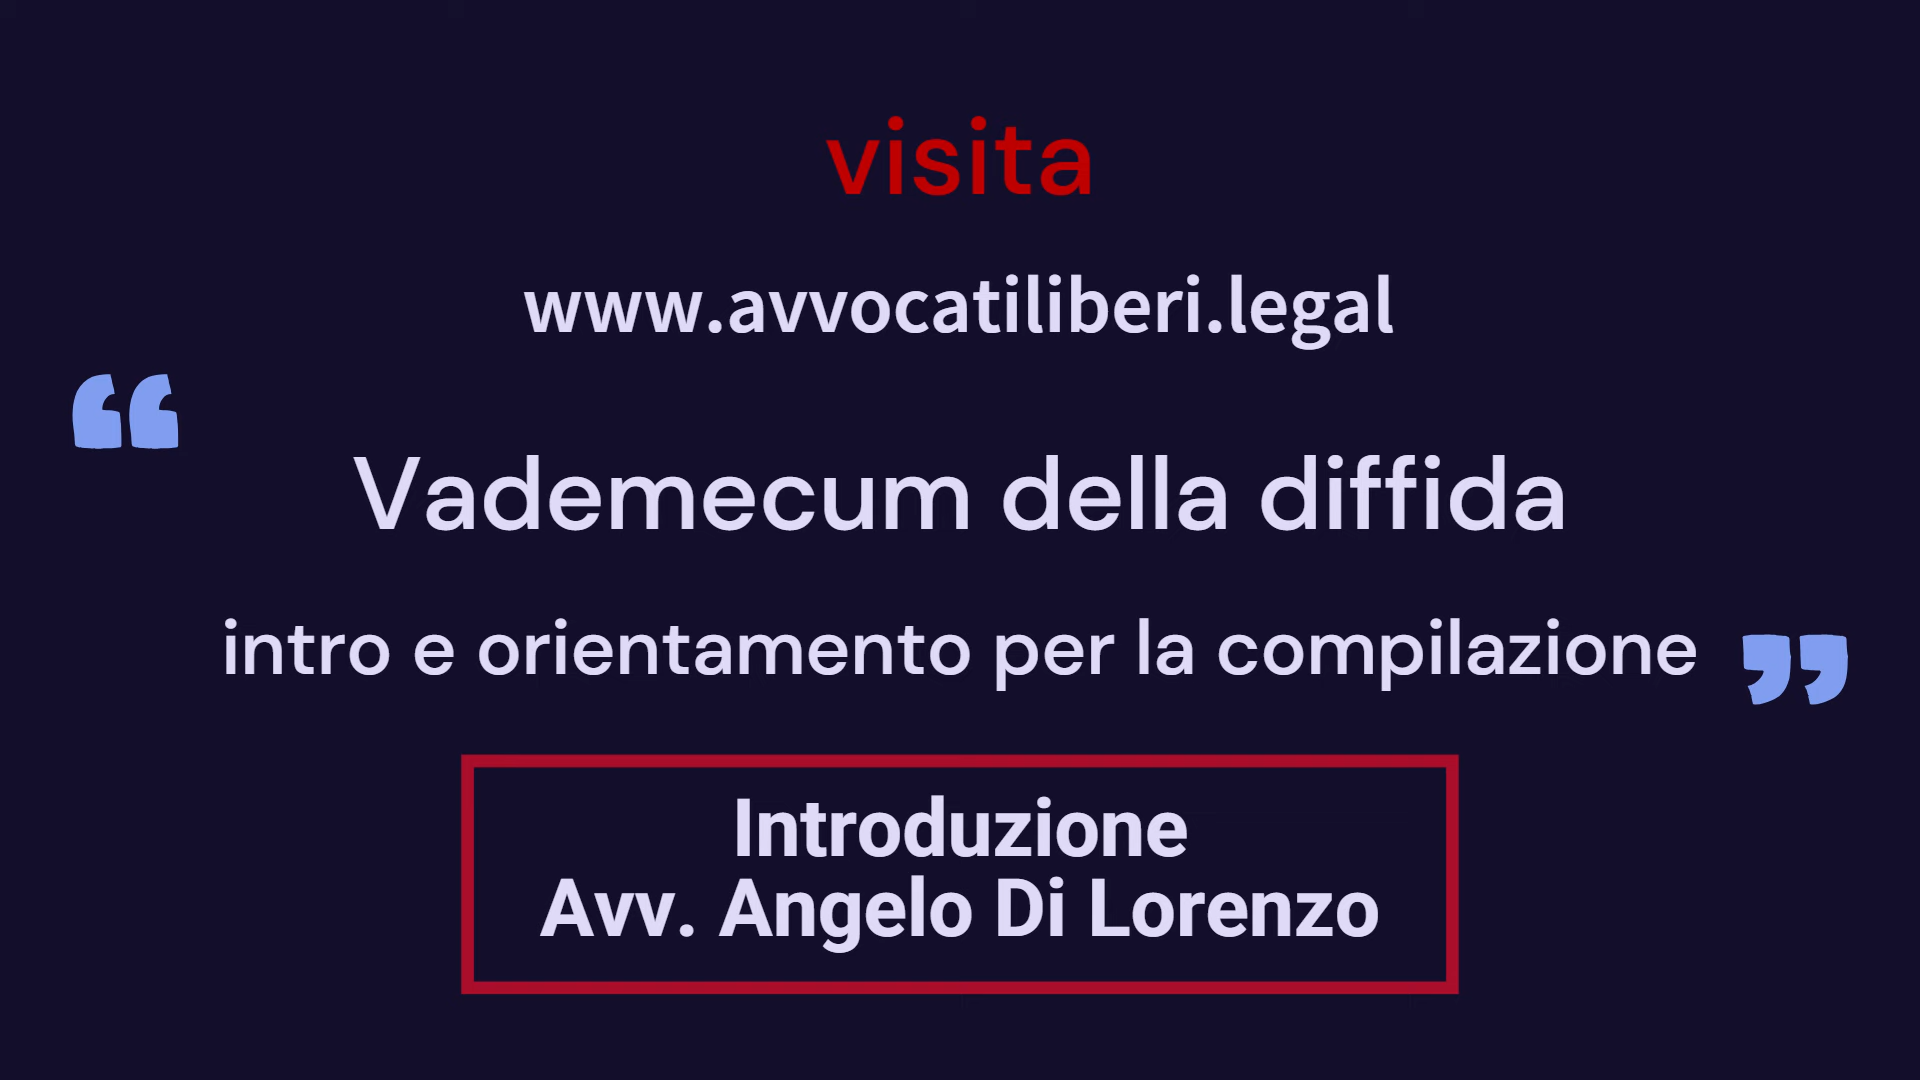 visita
www.avvocatiliberi.legal
“
Vademecum della diffida
intro e orientamento per la compilazione ”
Introduzione
Avv. Angelo Di Lorenzo